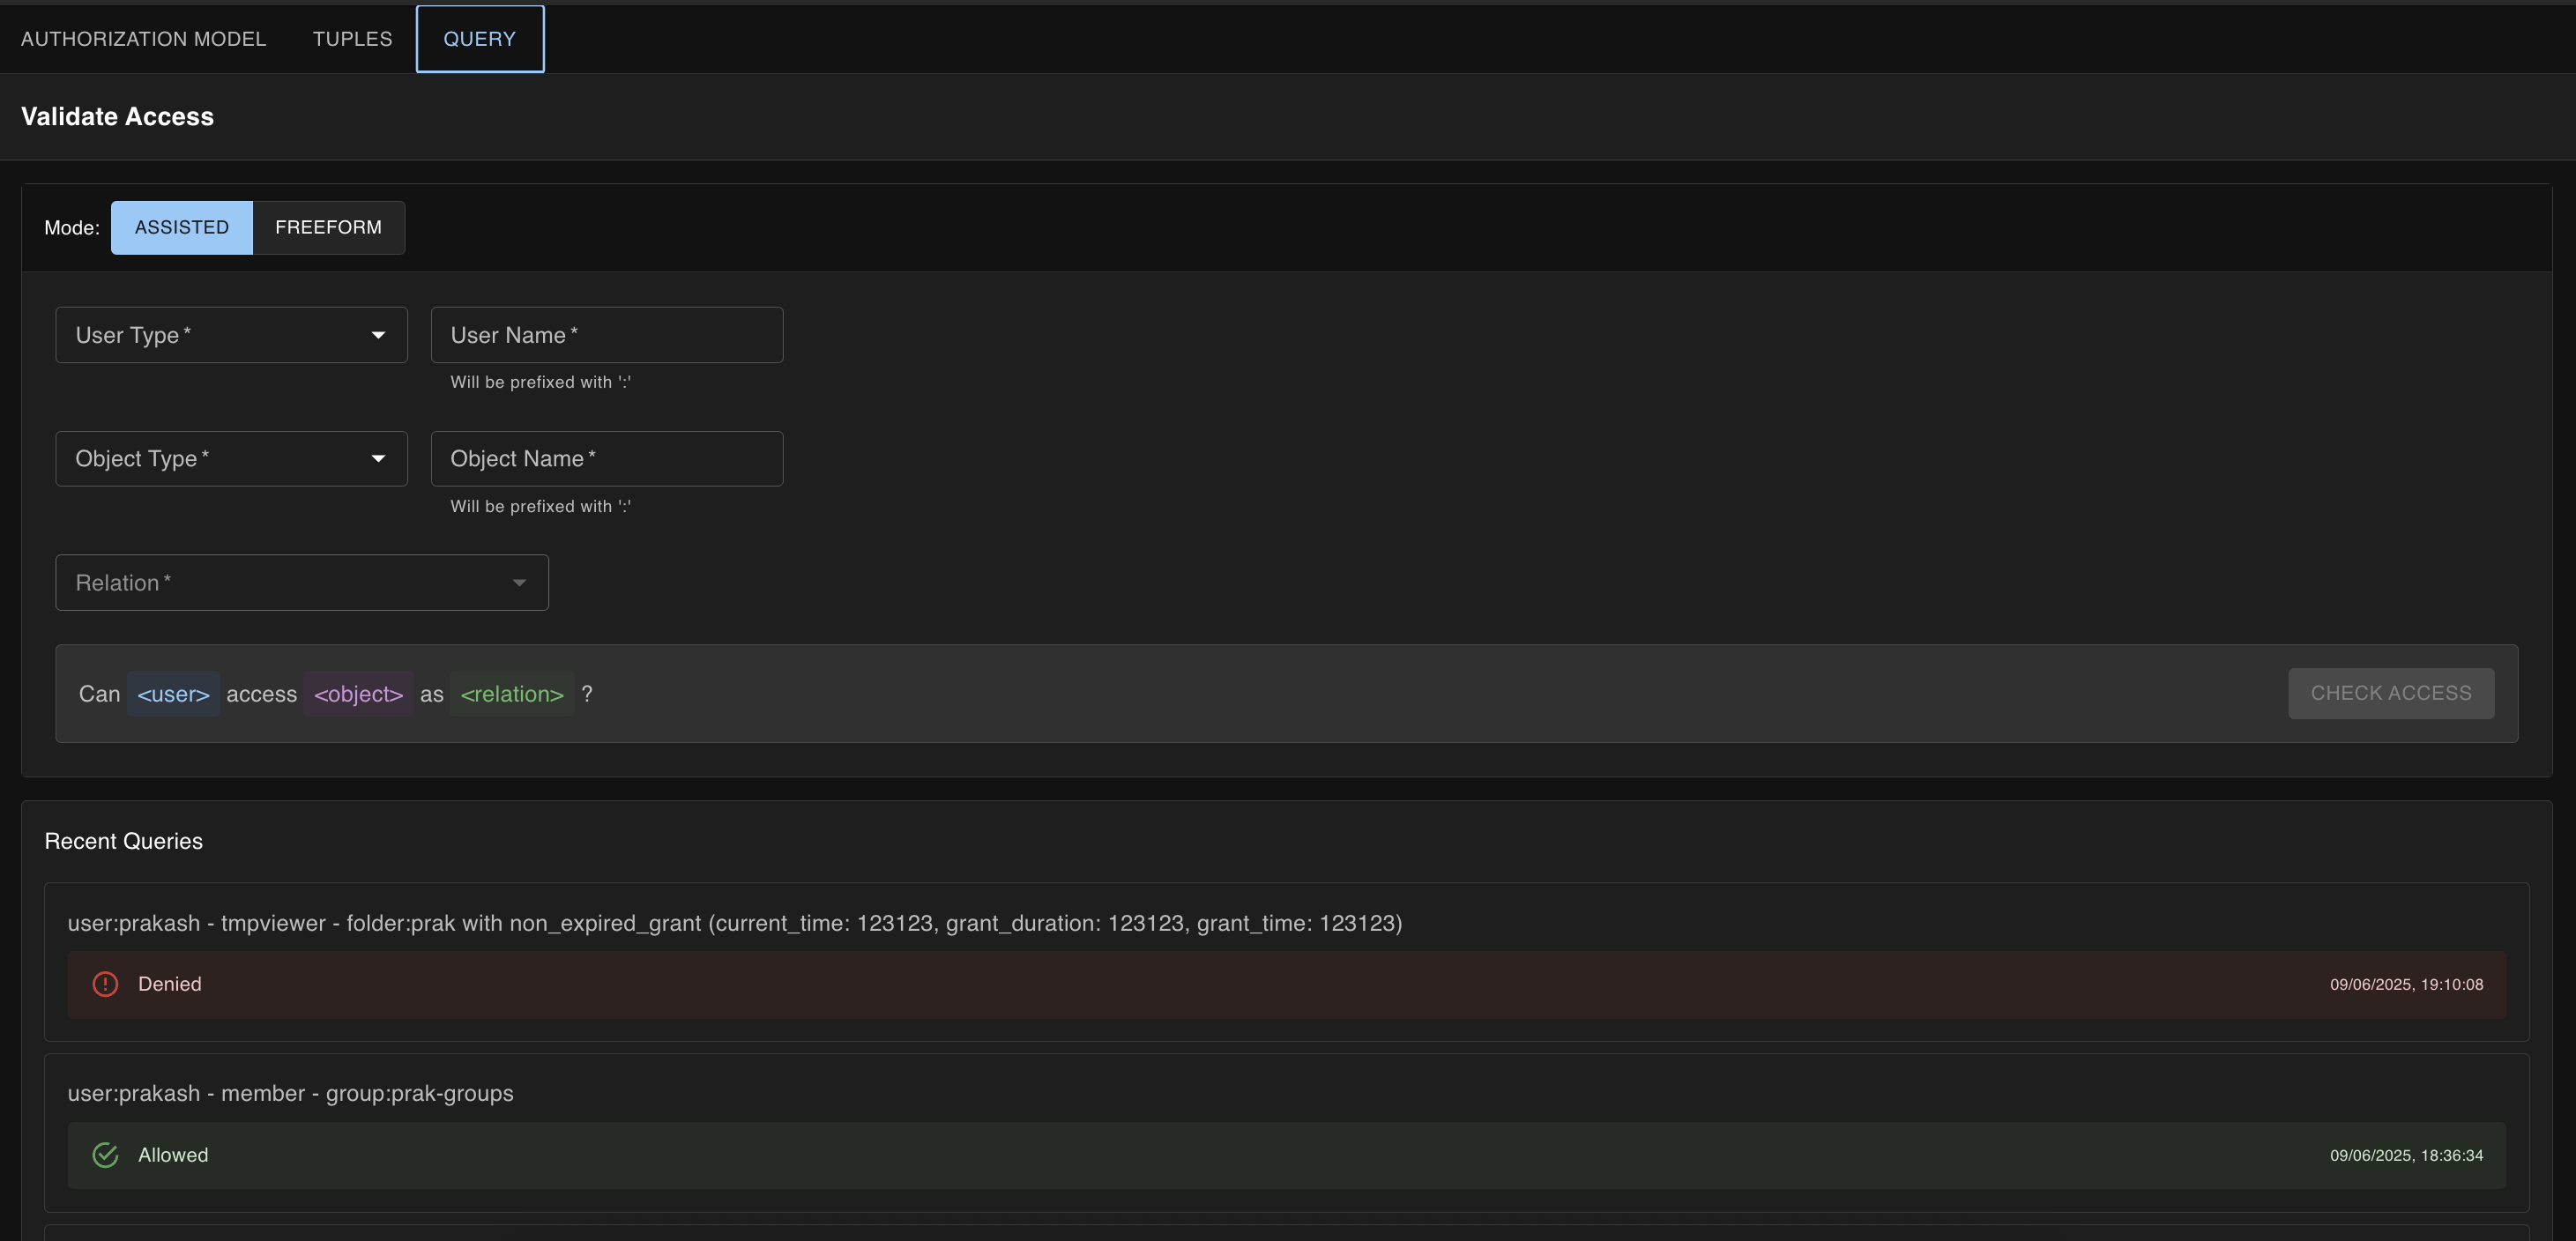 AUTHORIZATION MODEL TUPLES QUERY
Validate Access
Mode: ASSISTED FREEFORM
User Type * User Name *
Will be prefixed with ':'
Object Type * Object Name *
Will be prefixed with ':'
Relation *
Can <user> access <object> as <relation> ? CHECK ACCESS
Recent Queries
user:prakash - tmpviewer - folder:prak with non_expired_grant (current_time: 123123, grant_duration: 123123, grant_time: 123123)
Denied 09/06/2025, 19:10:08
user:prakash - member - group:prak-groups
Allowed 09/06/2025, 18:36:34